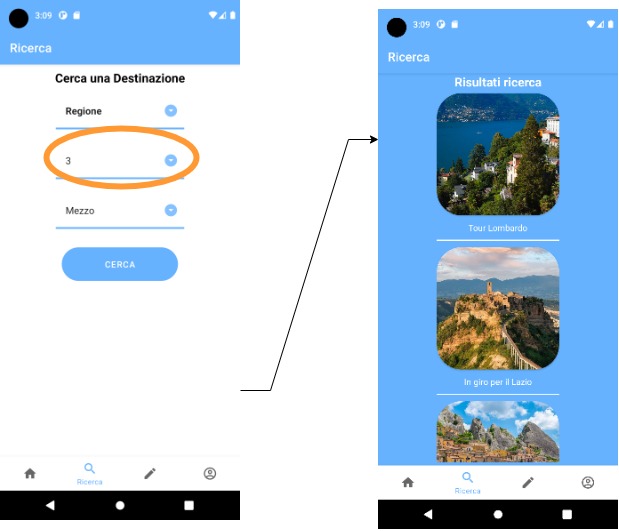 3:09
Ricerca
Cerca una Destinazione
Regione
3
Mezzo
CERCA
Ricerca
3:09
Ricerca
Risultati ricerca
Tour Lombardo
In giro per il Lazio
Ricerca